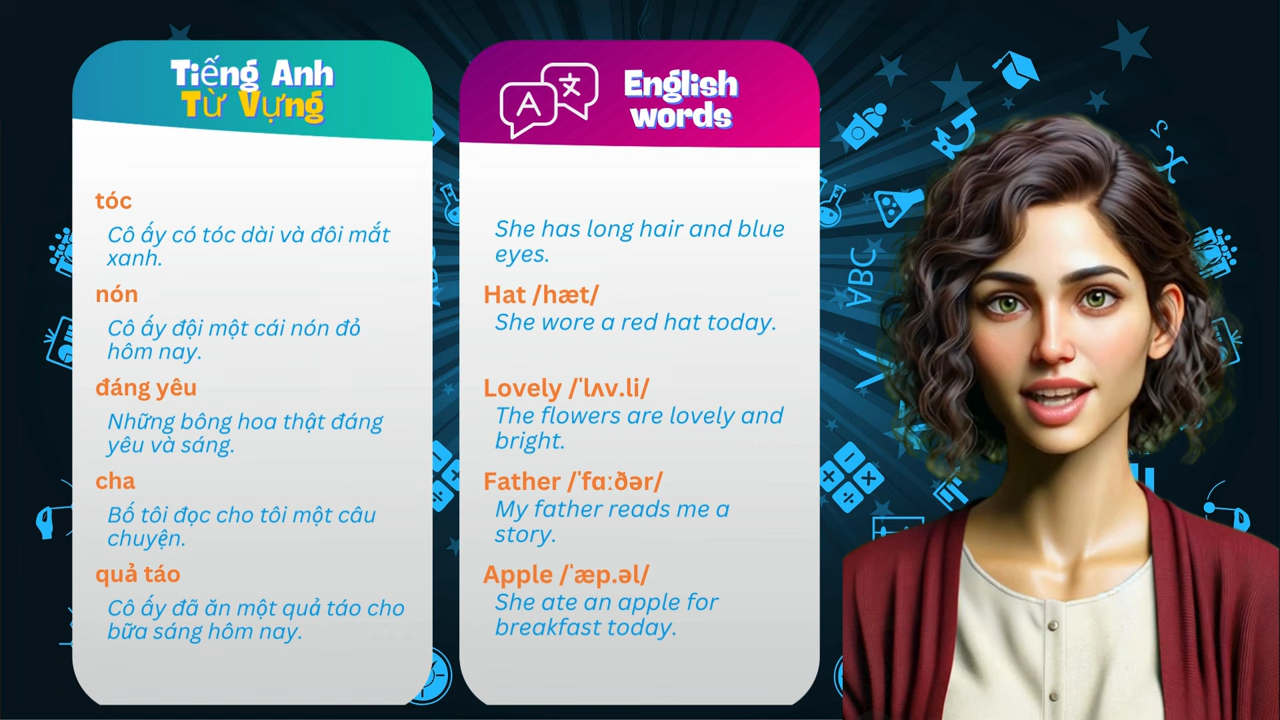 Tiếng Anh
Từ Vựng
tóc
Cô ấy có tóc dài và đôi mắt
xanh.
nón
Cô ấy đội một cái nón đỏ
hôm nay.
đáng yêu
Những bông hoa thật đáng
yêu và sáng.
cha
Bố tôi đọc cho tôi một câu
chuyện.
quả táo
Cô ấy đã ăn một quả táo cho
bữa sáng hôm nay.
A 文
English
words
She has long hair and blue
eyes.
Hat /hæt/
She wore a red hat today.
Lovely /ˈlʌv.li/
The flowers are lovely and
bright.
Father /ˈfɑːðər/
My father reads me a
story.
Apple /ˈæp.əl/
She ate an apple for
breakfast today.
ABC